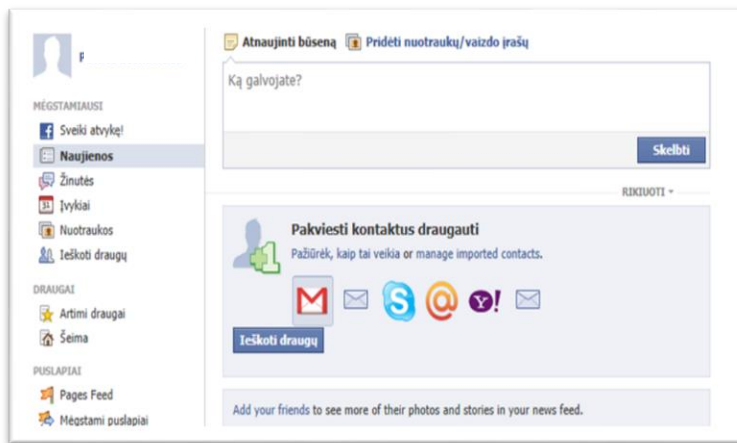 P
MĖGSTAMIAUSI
Sveiki atvykę!
Naujienos
Žinutės
31
Įvykiai
Nuotraukos
Ieškoti draugų
DRAUGAI
Artimi draugai
Šeima
PUSLAPIAI
Pages Feed
Mėgstami puslapiai
Atnaujinti būseną Pridėti nuotraukų/vaizdo įrašų
Ką galvojate?
Skelbti
RIKIUOTI
+1
Pakviesti kontaktus draugauti
Pažiūrėk, kaip tai veikia or manage imported contacts.
Ieškoti draugų
Add your friends to see more of their photos and stories in your news feed.